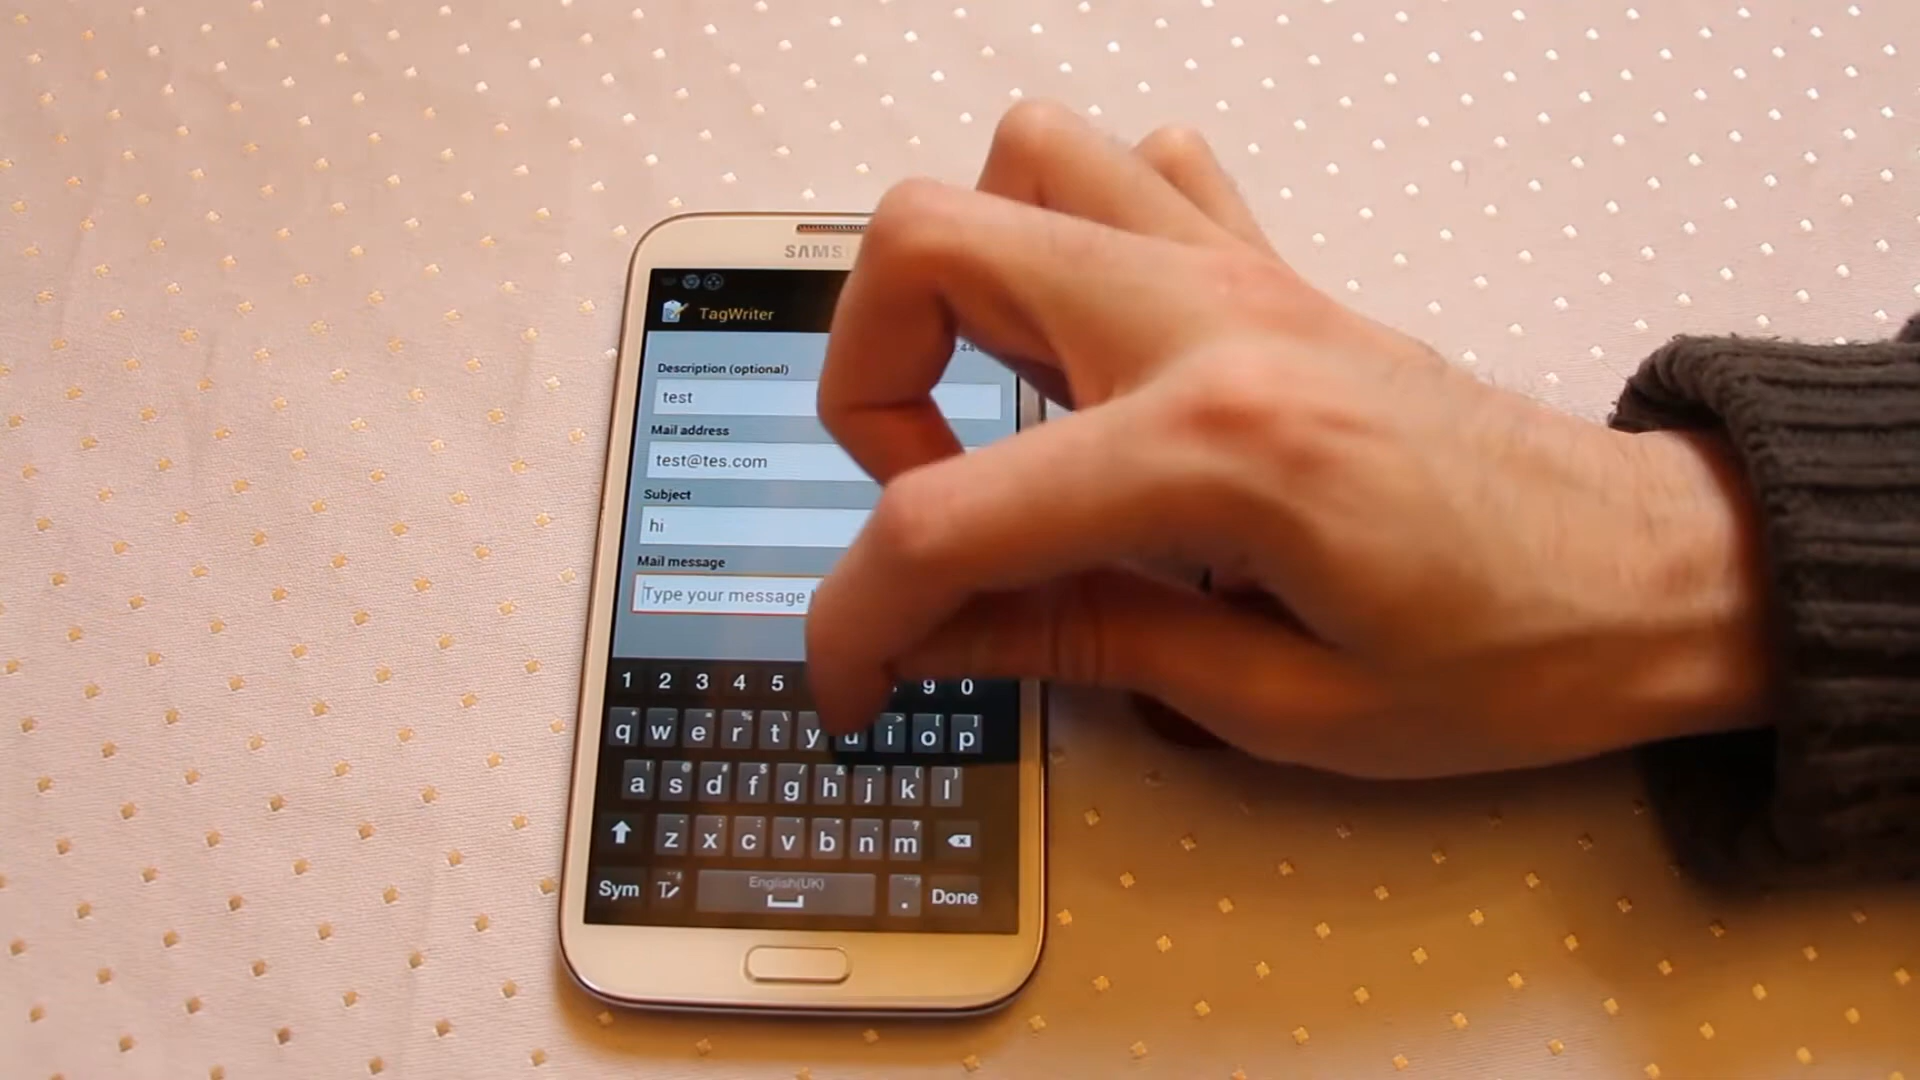 TagWriter
Description (optional)
test
Mail address
test@tes.com
Subject
hi
Mail message
Type your message
1 2 3 4 5 9 0
q w e r t y u i o p
a s d f g h j k l
z x c v b n m
English(UK)
Sym . Done